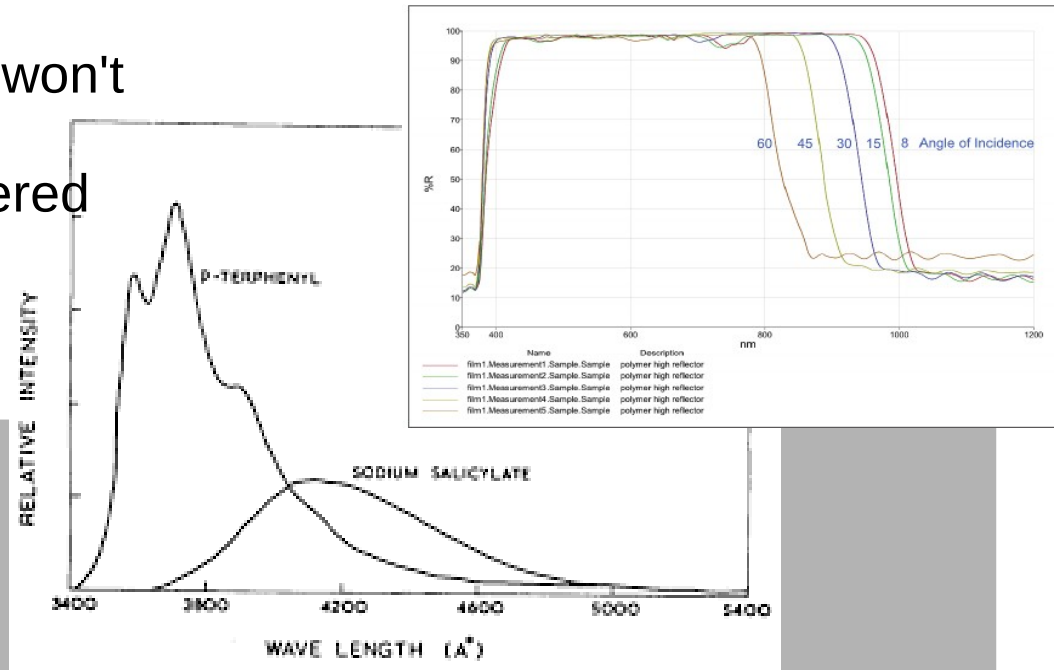 won't
ered
P-TERPHENYL
SODIUM SALICYLATE
RELATIVE INTENSITY
3400 3800 4200 4600 5000 5400
WAVE LENGTH (A°)
100
90
80
70
60
50
40
30
20
10
0
%R
60 45 30 15 8 Angle of Incidence
350 400 600 800 1000 1200
nm
Name Description
film1.Measurement1.Sample.Sample polymer high reflector
film1.Measurement2.Sample.Sample polymer high reflector
film1.Measurement3.Sample.Sample polymer high reflector
film1.Measurement4.Sample.Sample polymer high reflector
film1.Measurement5.Sample.Sample polymer high reflector